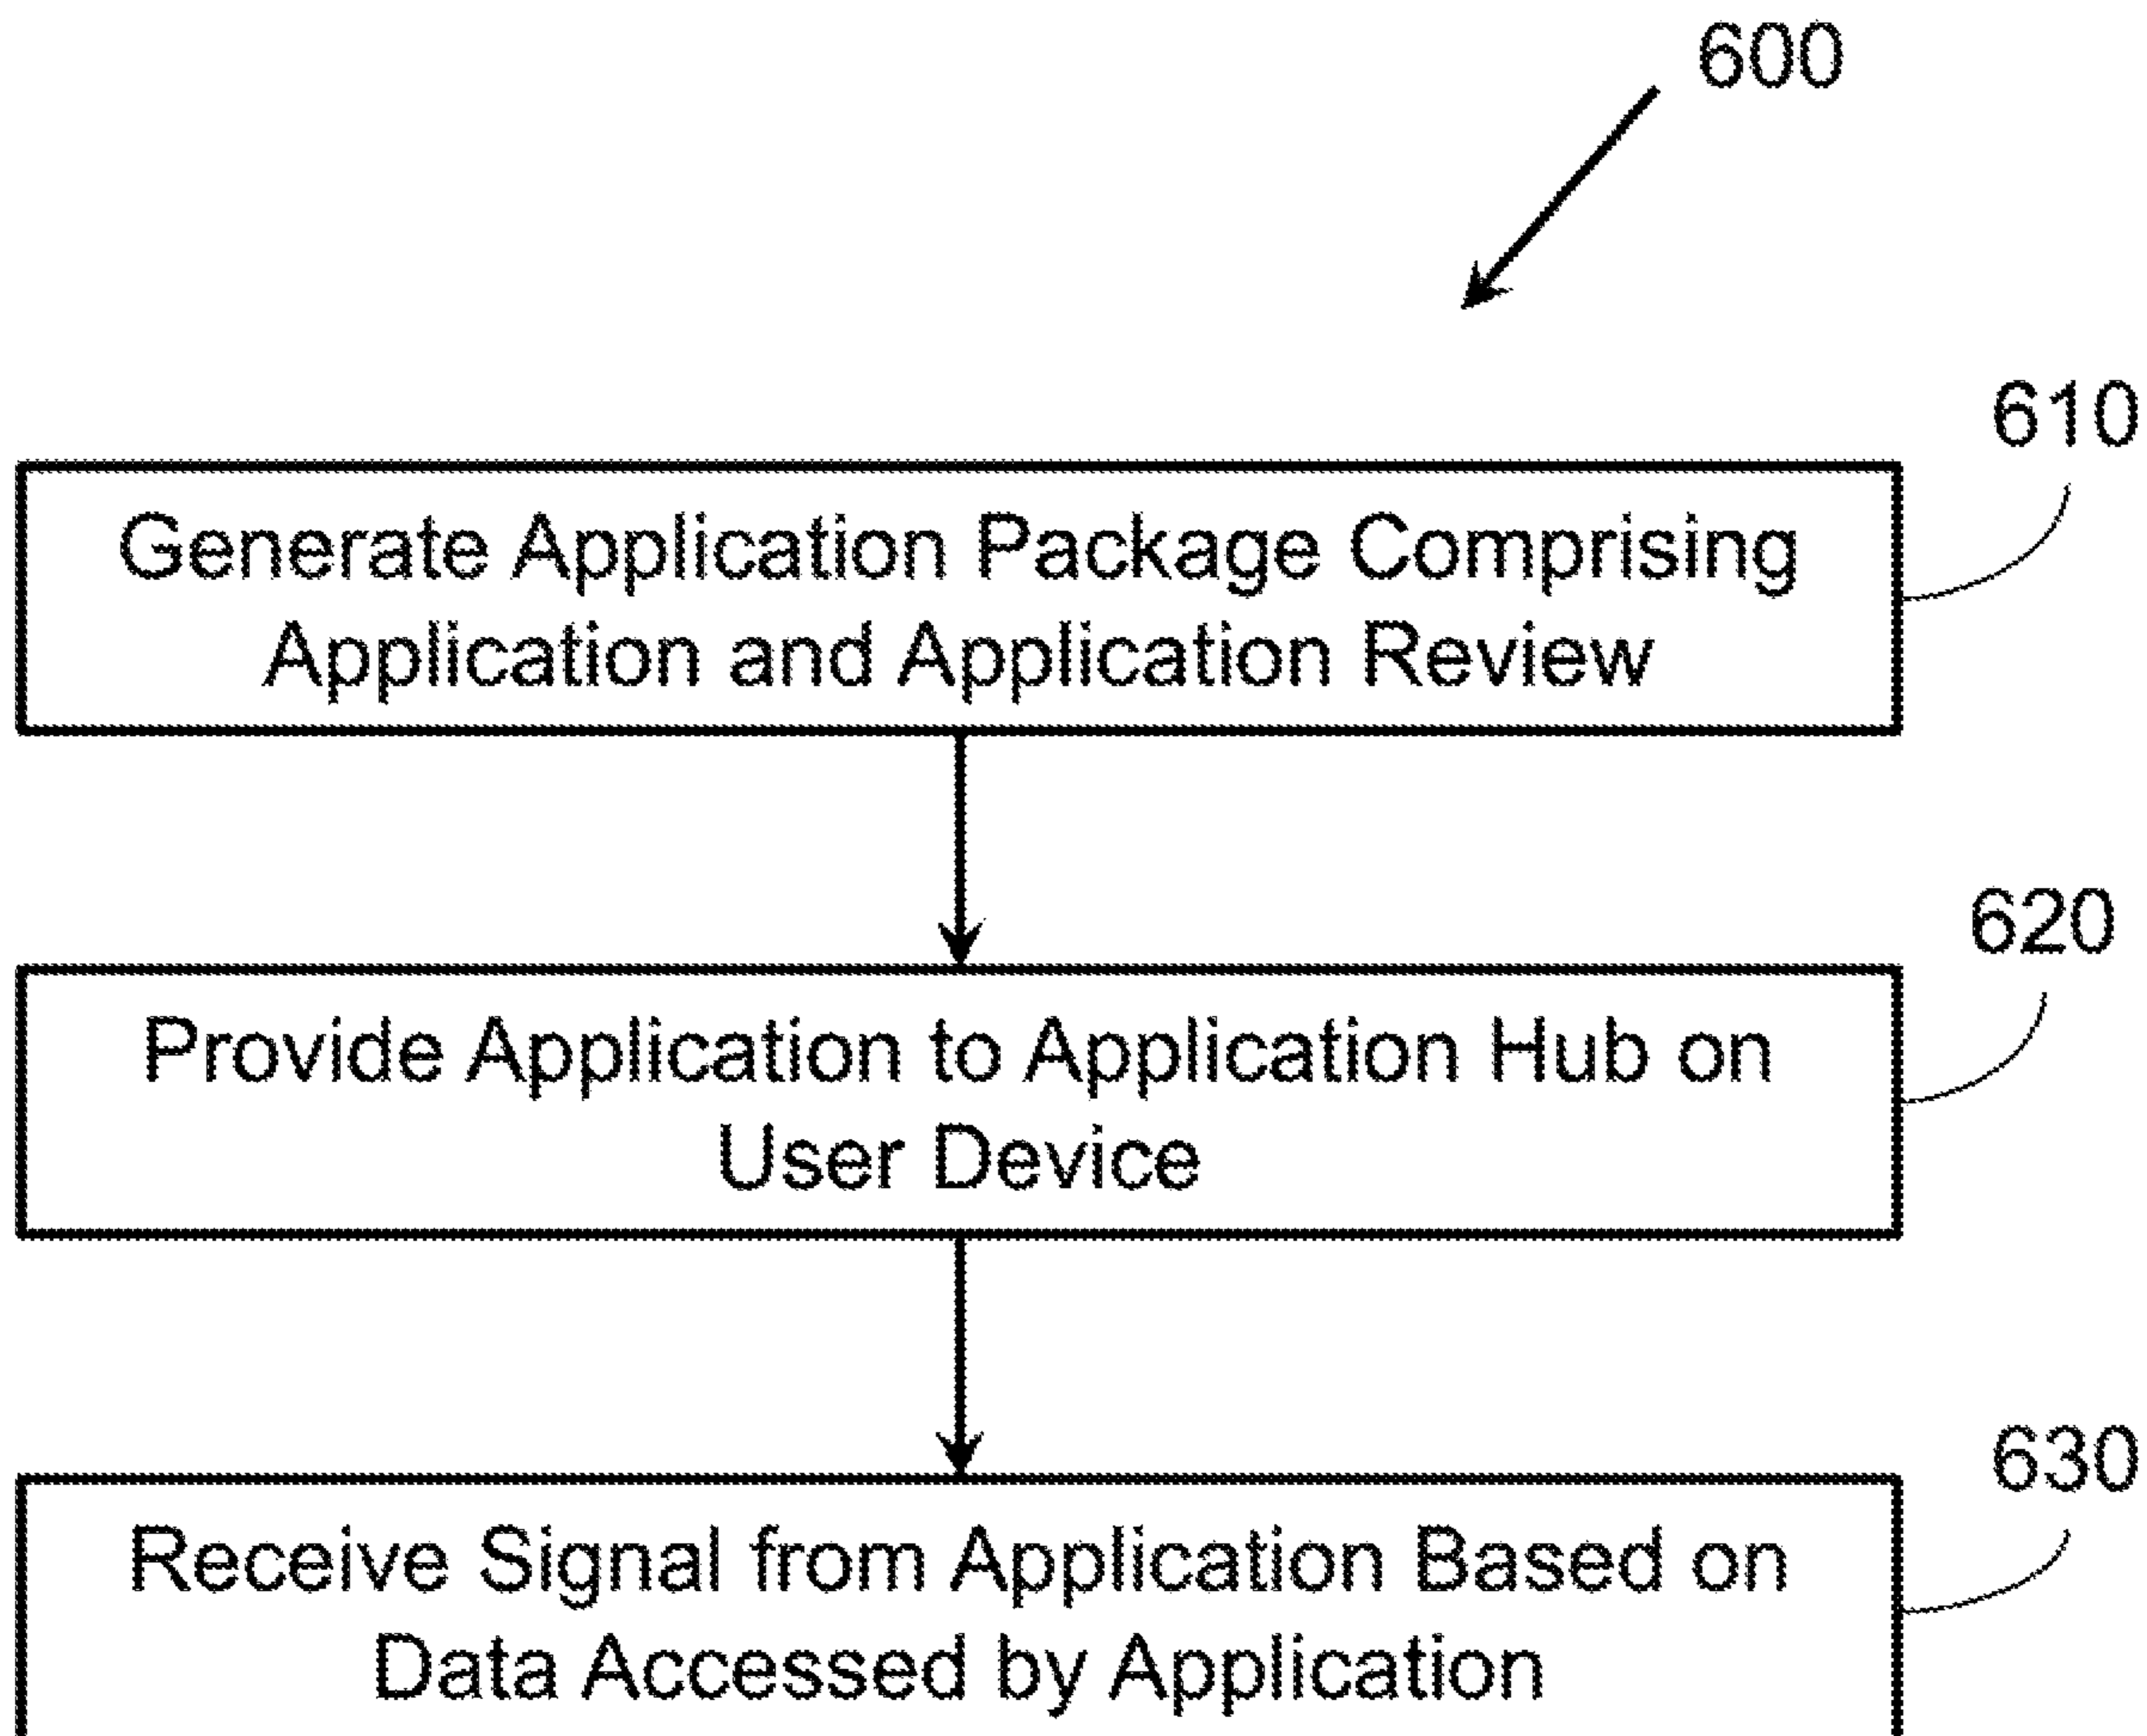 600
610
Generate Application Package Comprising
Application and Application Review
620
Provide Application to Application Hub on
User Device
630
Receive Signal from Application Based on
Data Accessed by Application